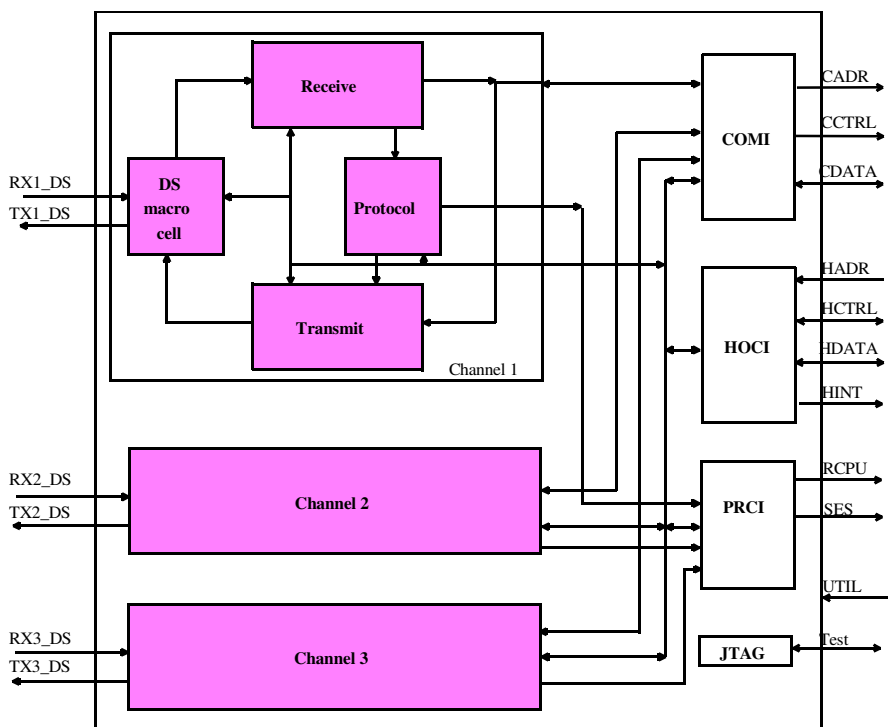 Receive
CADR
CCTRL
COMI
CDATA
RX1_DS
TX1_DS
DS
macro
cell
Protocol
HADR
HCTRL
Transmit
HOCI
HDATA
Channel 1
HINT
RX2_DS
TX2_DS
Channel 2
RCPU
PRCI
SES
UTIL
RX3_DS
TX3_DS
Channel 3
JTAG
Test